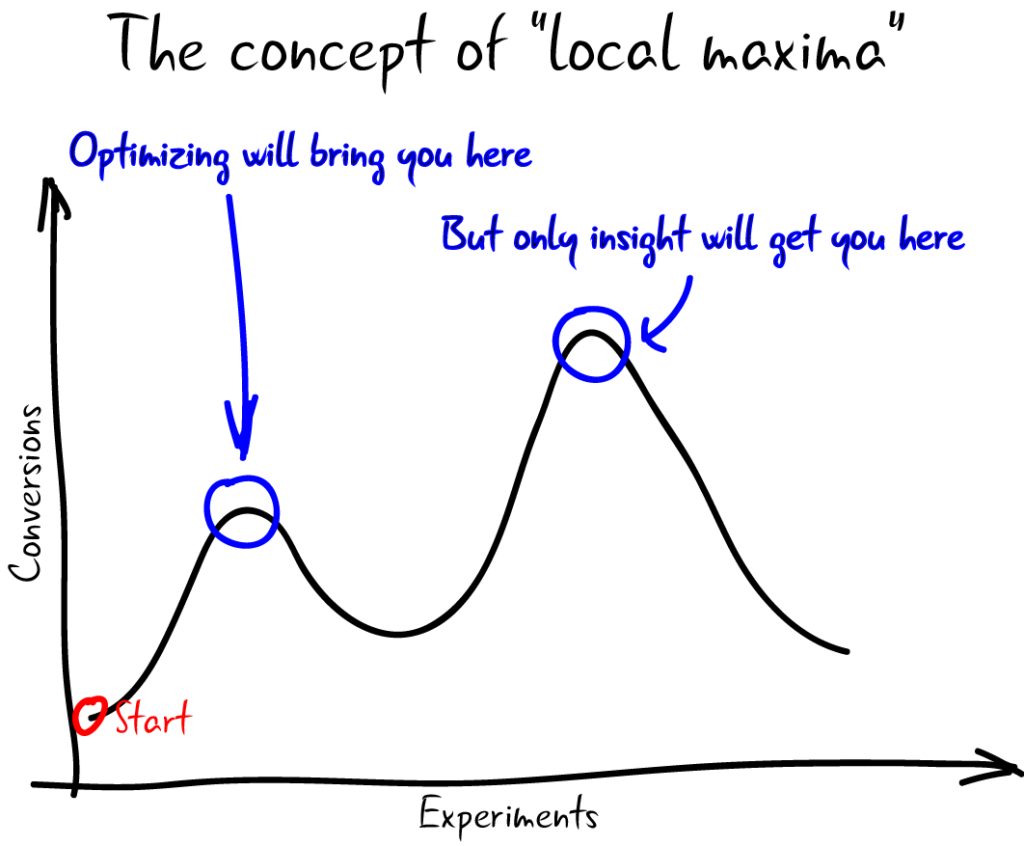 The concept of "local maxima"
Optimizing will bring you here
But only insight will get you here
Conversions
Start
Experiments